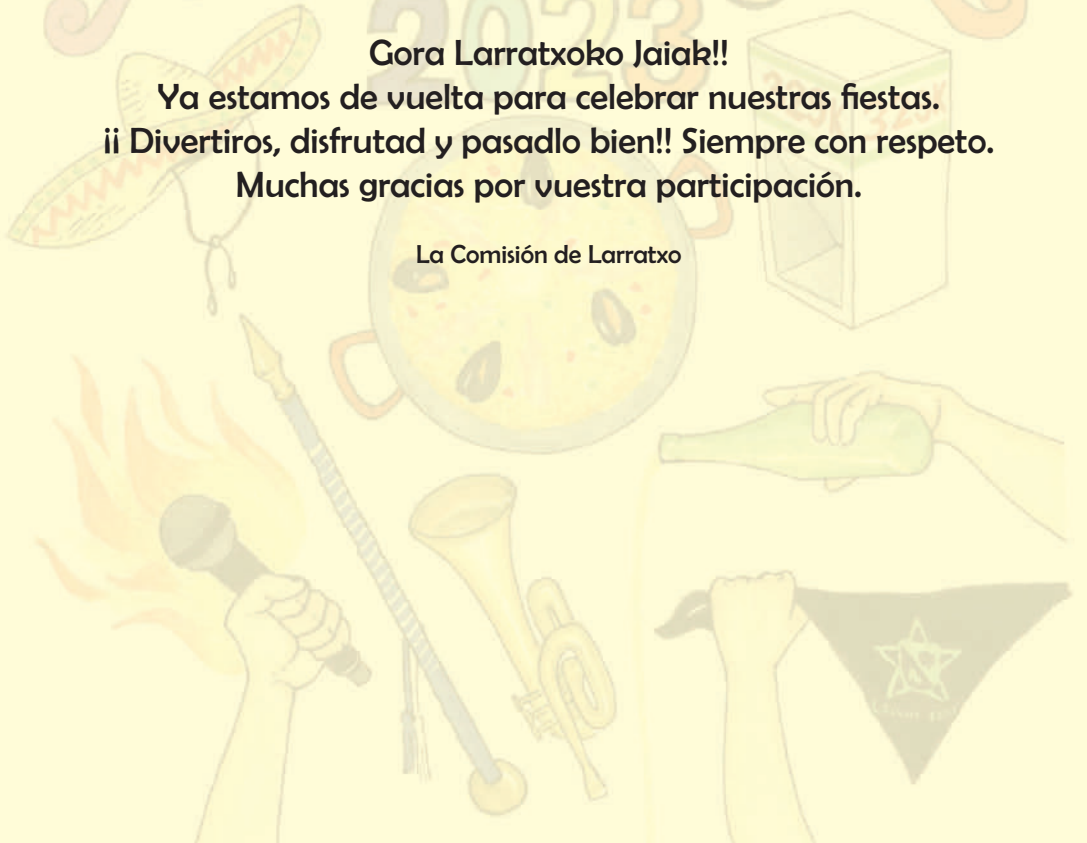 2023
Gora Larratxoko Jaiak!!
Ya estamos de vuelta para celebrar nuestras fiestas.
¡¡ Divertiros, disfrutad y pasadlo bien!! Siempre con respeto.
Muchas gracias por vuestra participación.
La Comisión de Larratxo